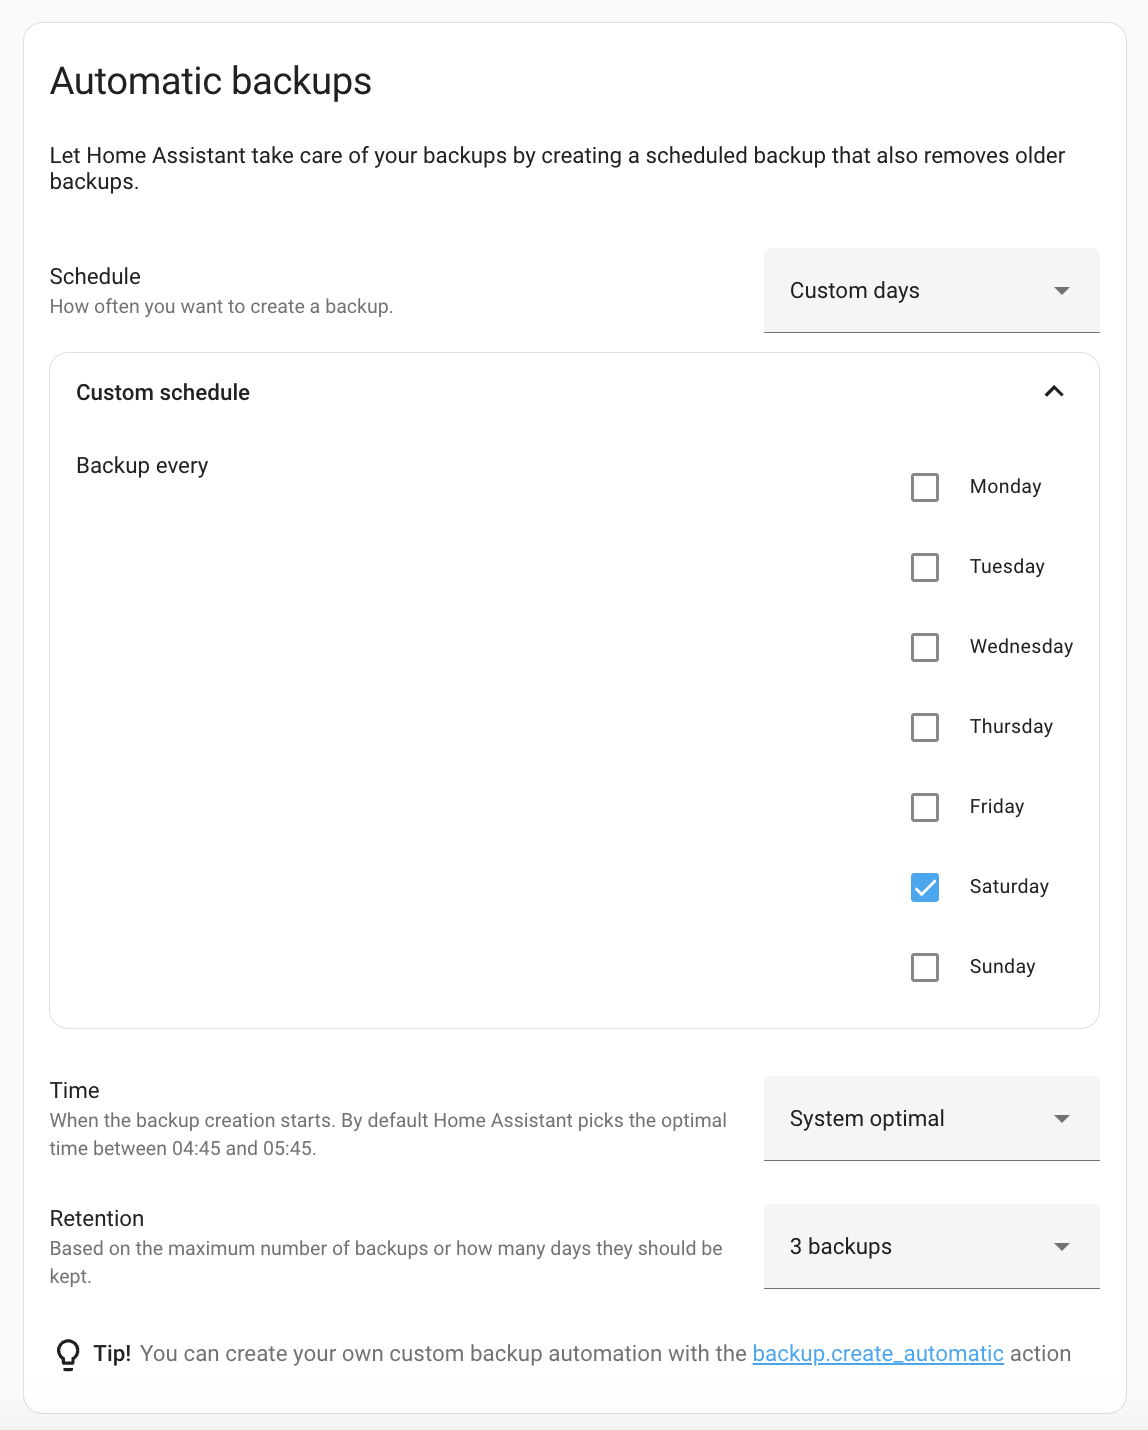 Automatic backups
Let Home Assistant take care of your backups by creating a scheduled backup that also removes older
backups.
Schedule
How often you want to create a backup.
Custom days
Custom schedule
Backup every
Monday
Tuesday
Wednesday
Thursday
Friday
Saturday
Sunday
Time
When the backup creation starts. By default Home Assistant picks the optimal
time between 04:45 and 05:45.
System optimal
Retention
Based on the maximum number of backups or how many days they should be
kept.
3 backups
Tip! You can create your own custom backup automation with the backup.create_automatic action